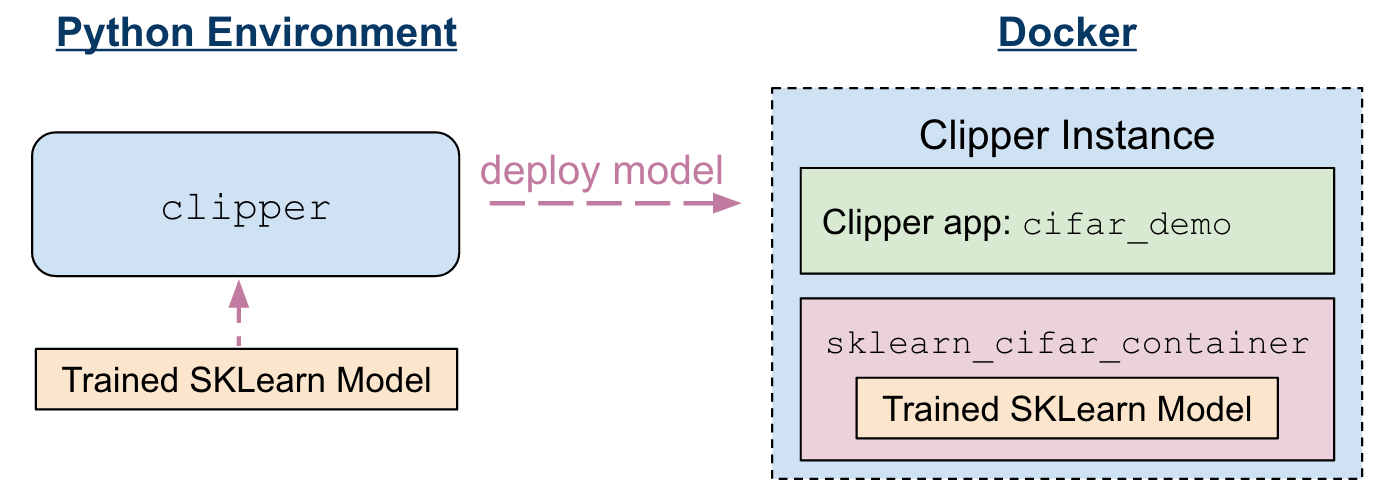 Python Environment
Docker
clipper
deploy model
Trained SKLearn Model
Clipper Instance
Clipper app: cifar_demo
sklearn_cifar_container
Trained SKLearn Model